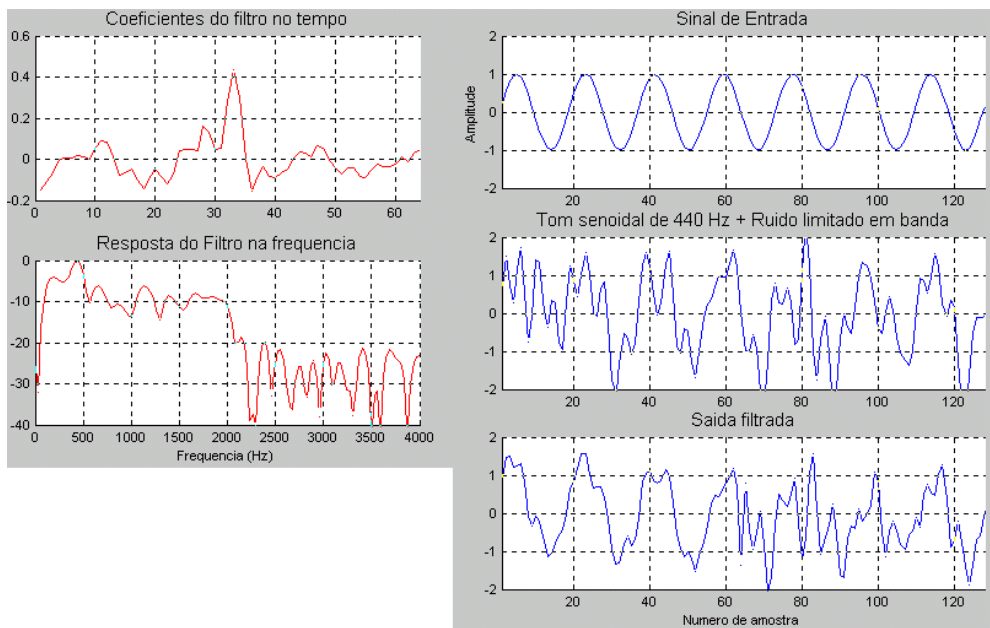 Coeficientes do filtro no tempo
0.6
0.4
0.2
0
-0.2
0 10 20 30 40 50 60
Resposta do Filtro na frequencia
0
-10
-20
-30
-40
0 500 1000 1500 2000 2500 3000 3500 4000
Frequencia (Hz)
Sinal de Entrada
Amplitude
2
1
0
-1
-2
20 40 60 80 100 120
Tom senoidal de 440 Hz + Ruido limitado em banda
2
1
0
-1
-2
20 40 60 80 100 120
Saida filtrada
2
1
0
-1
-2
20 40 60 80 100 120
Numero de amostra